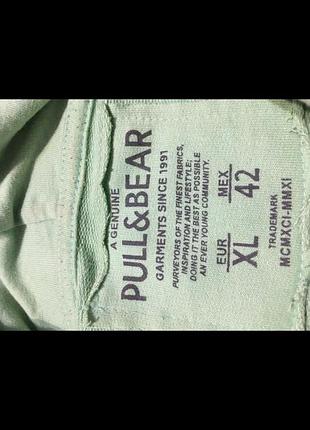 A GENUINE
PULL&BEAR
GARMENTS SINCE 1991
PURVEYORS OF THE FINEST FABRICS,
INSPIRATION AND LIFESTYLE;
DOING IT THE BEST AS POSSIBLE
AN EVER YOUNG COMMUNITY.
EUR MEX
XL 42
TRADEMARK
MCMXCI-MMXI